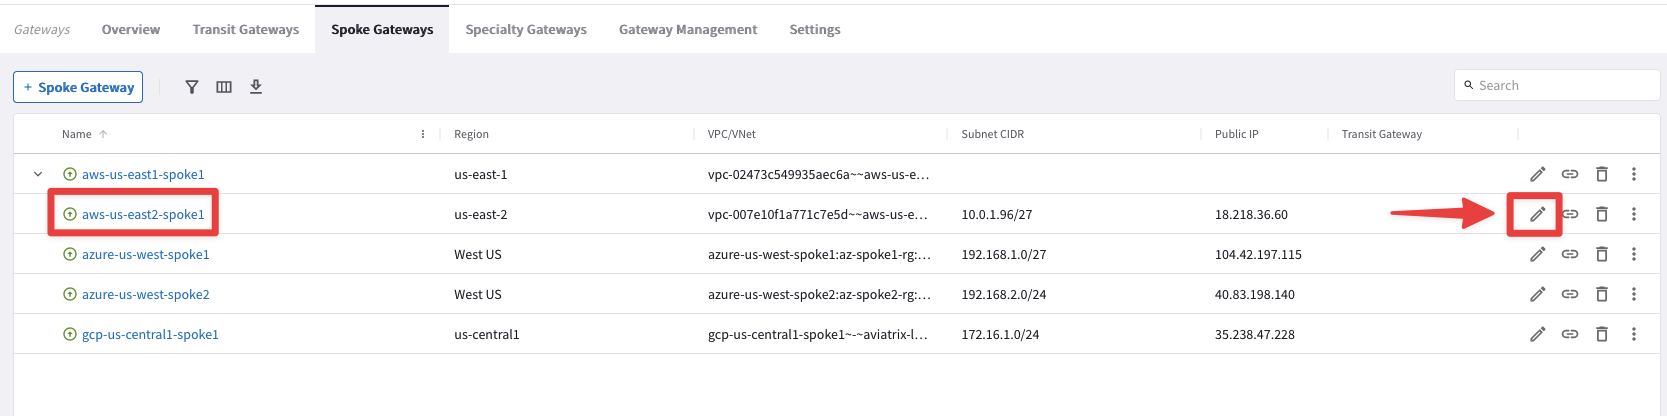 Gateways Overview Transit Gateways Spoke Gateways Specialty Gateways Gateway Management Settings
+ Spoke Gateway Search
Name Region VPC/VNet Subnet CIDR Public IP Transit Gateway
aws-us-east1-spoke1 us-east-1 vpc-02473c549935aec6a~~aws-us-e...
aws-us-east2-spoke1 us-east-2 vpc-007e10f1a771c7e5d~~aws-us-e... 10.0.1.96/27 18.218.36.60
azure-us-west-spoke1 West US azure-us-west-spoke1:az-spoke1-rg:... 192.168.1.0/27 104.42.197.115
azure-us-west-spoke2 West US azure-us-west-spoke2:az-spoke2-rg:... 192.168.2.0/24 40.83.198.140
gcp-us-central1-spoke1 us-central1 gcp-us-central1-spoke1~-~aviatrix-l... 172.16.1.0/24 35.238.47.228